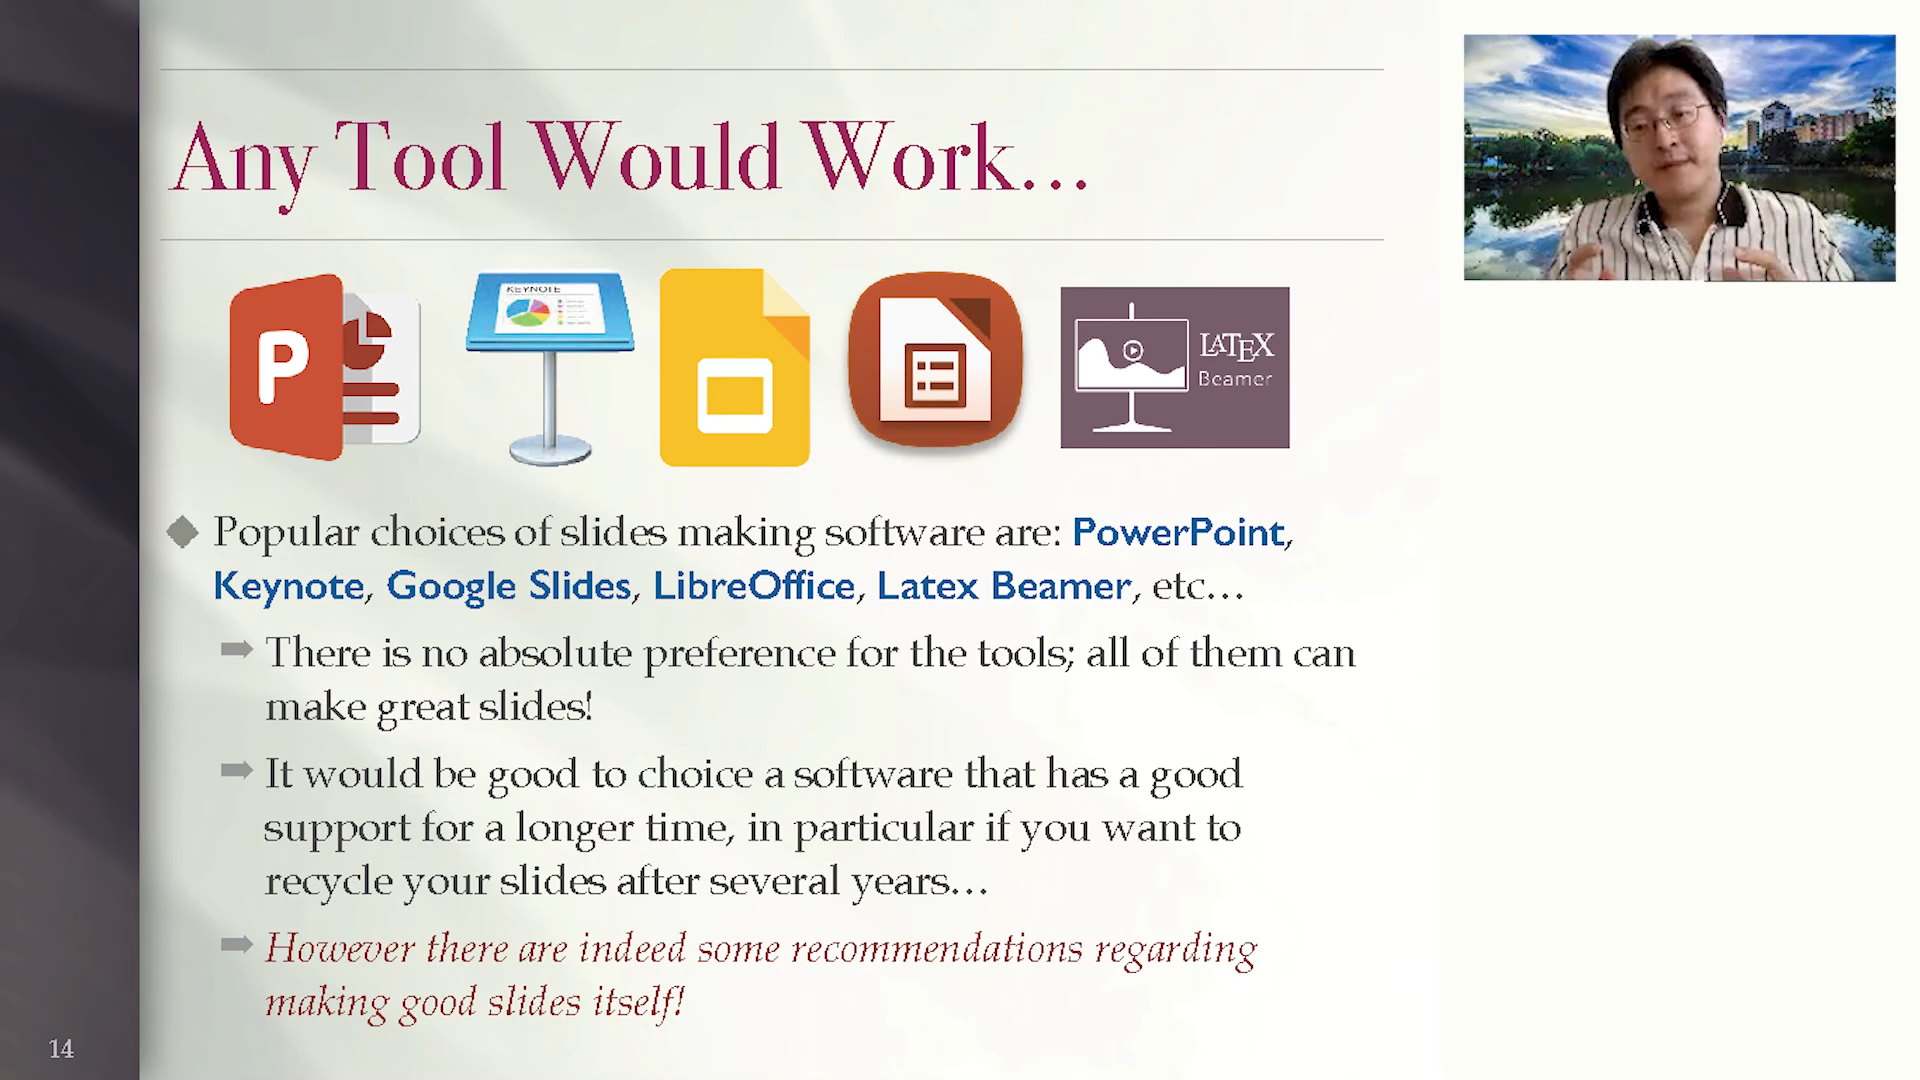 Any Tool Would Work...
P
KEYNOTE
LATEX
Beamer
Popular choices of slides making software are: PowerPoint,
Keynote, Google Slides, LibreOffice, Latex Beamer, etc...
There is no absolute preference for the tools; all of them can
make great slides!
It would be good to choice a software that has a good
support for a longer time, in particular if you want to
recycle your slides after several years...
However there are indeed some recommendations regarding
making good slides itself!
14